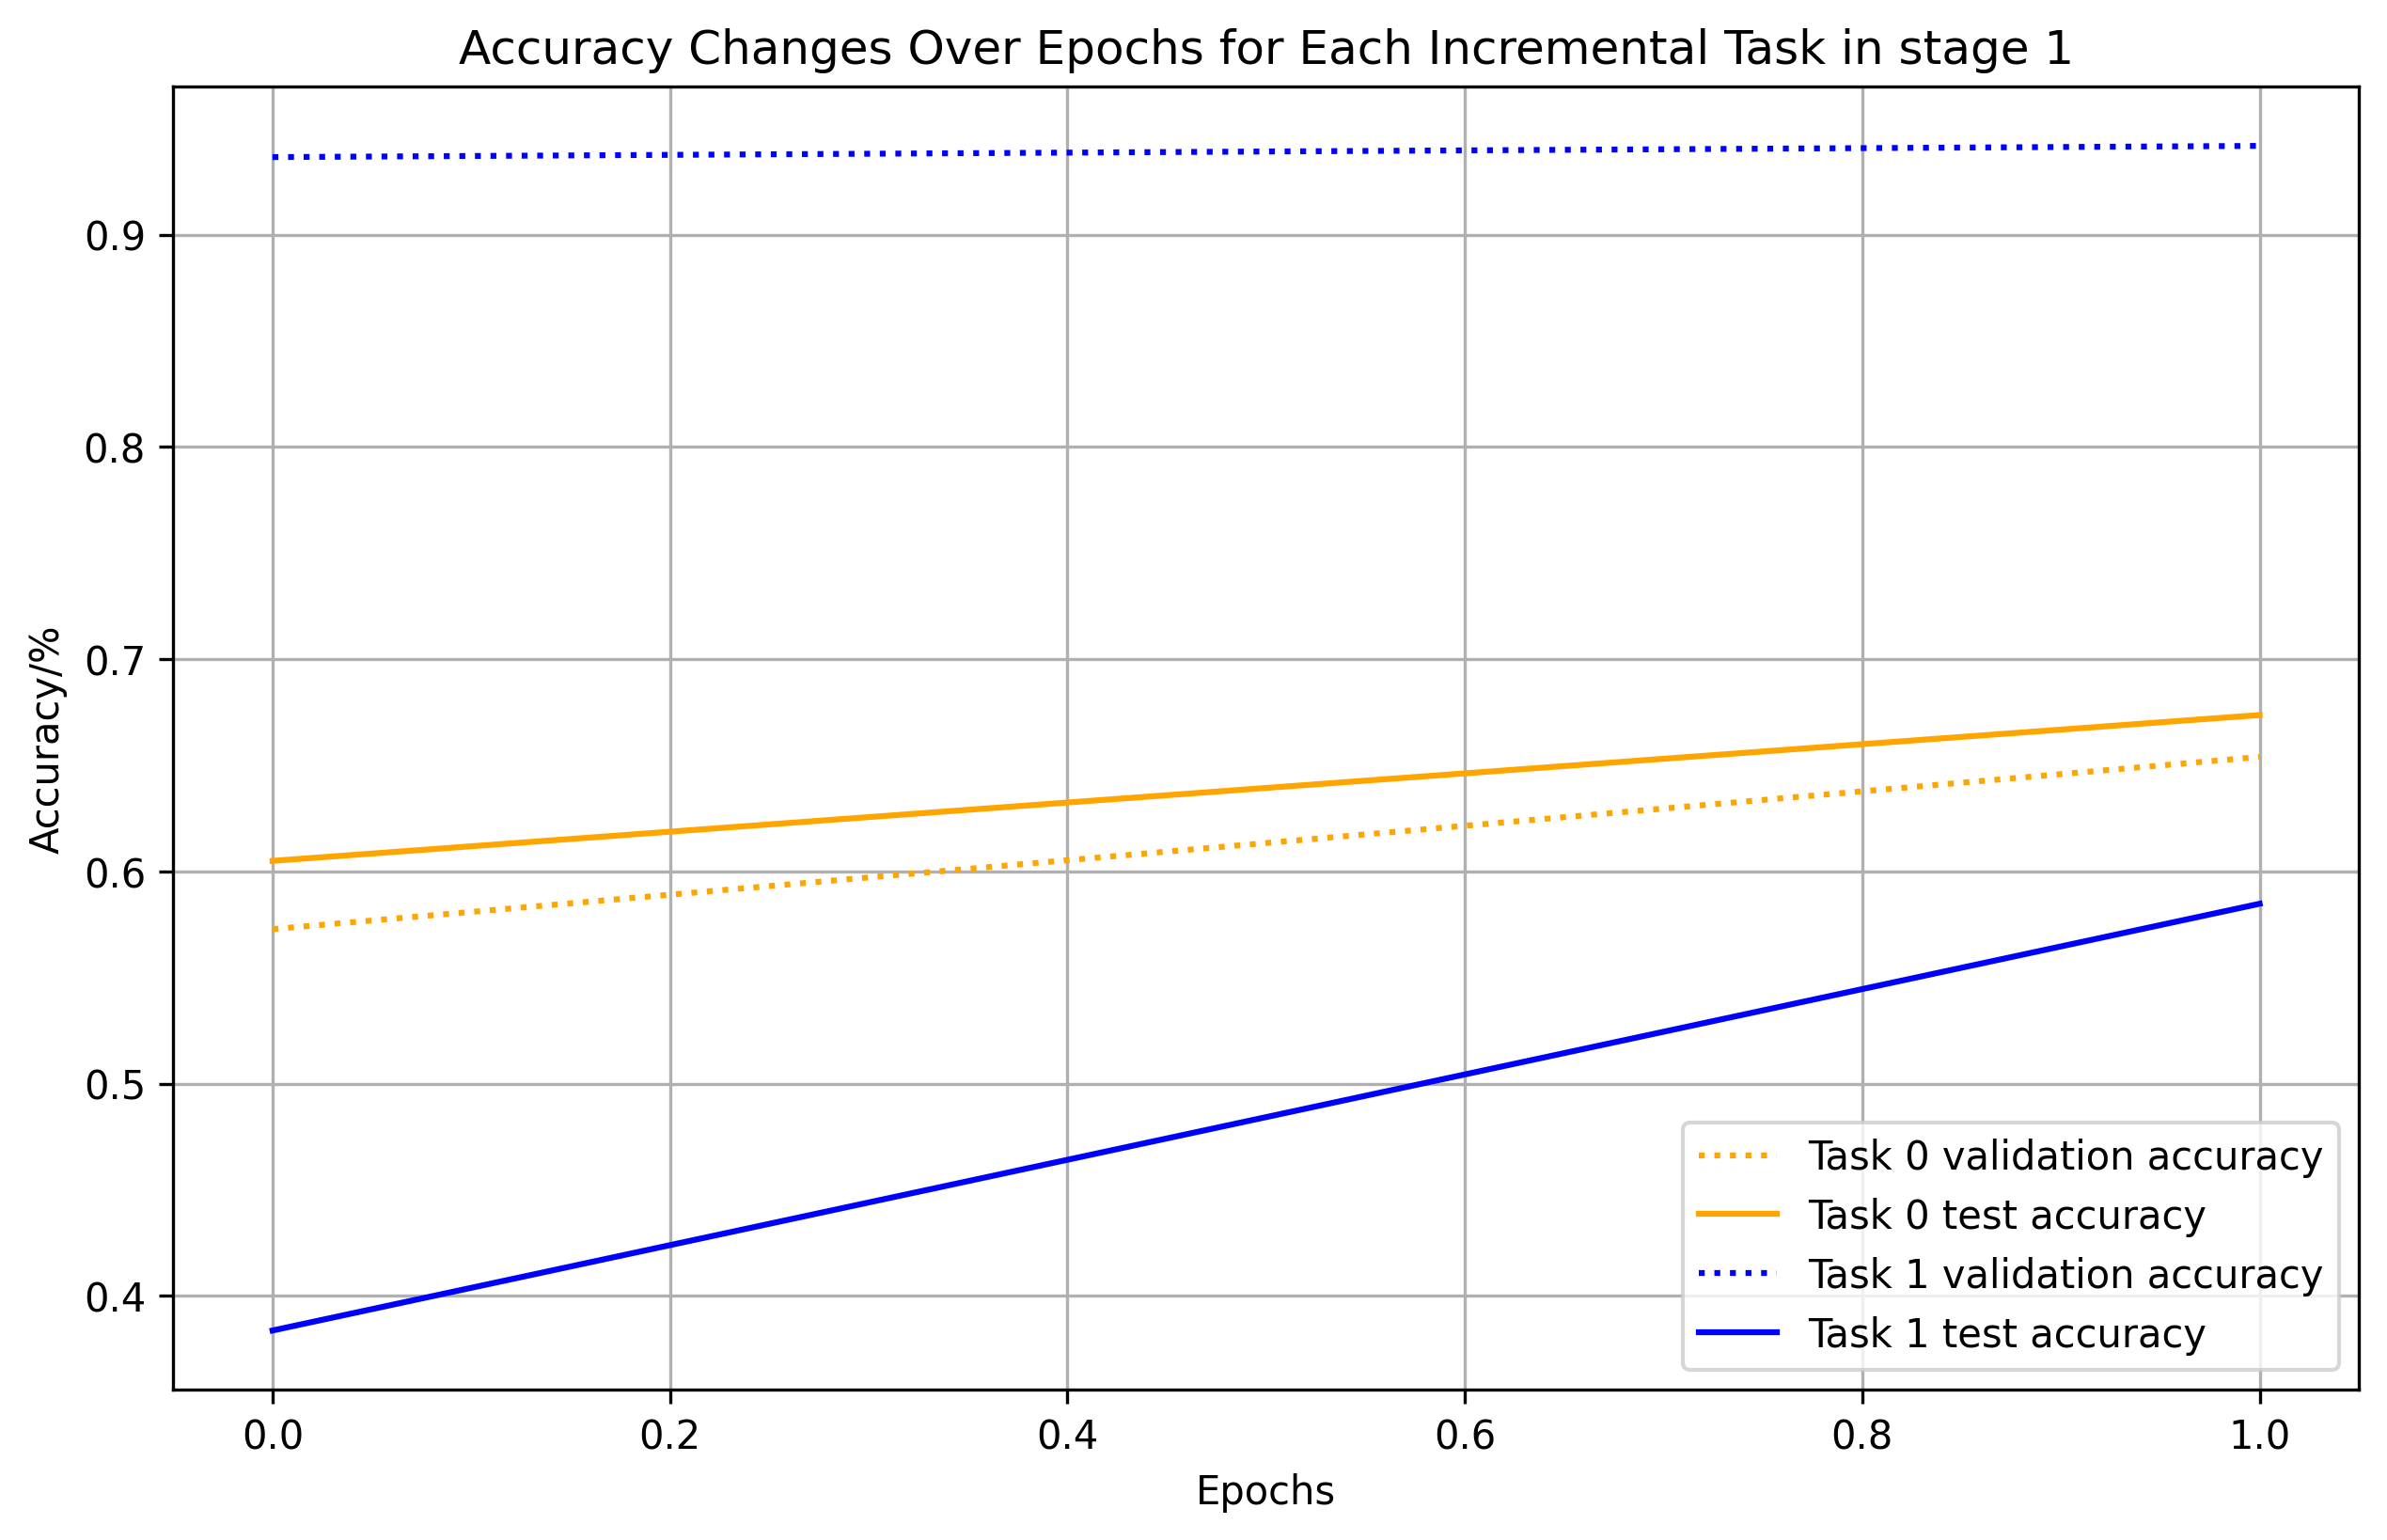 Accuracy Changes Over Epochs for Each Incremental Task in stage 1
Accuracy/%
0.9
0.8
0.7
0.6
0.5
0.4
Task 0 validation accuracy
Task 0 test accuracy
Task 1 validation accuracy
Task 1 test accuracy
0.0 0.2 0.4 0.6 0.8 1.0
Epochs